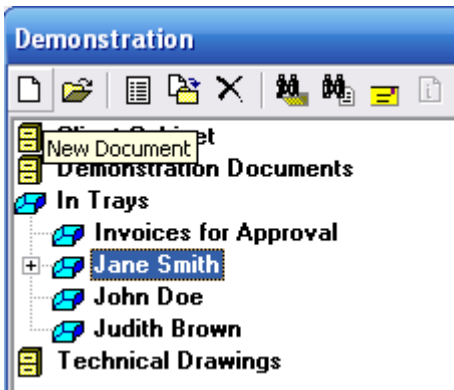 Demonstration
New Document
Demonstration Documents
In Trays
Invoices for Approval
Jane Smith
John Doe
Judith Brown
Technical Drawings